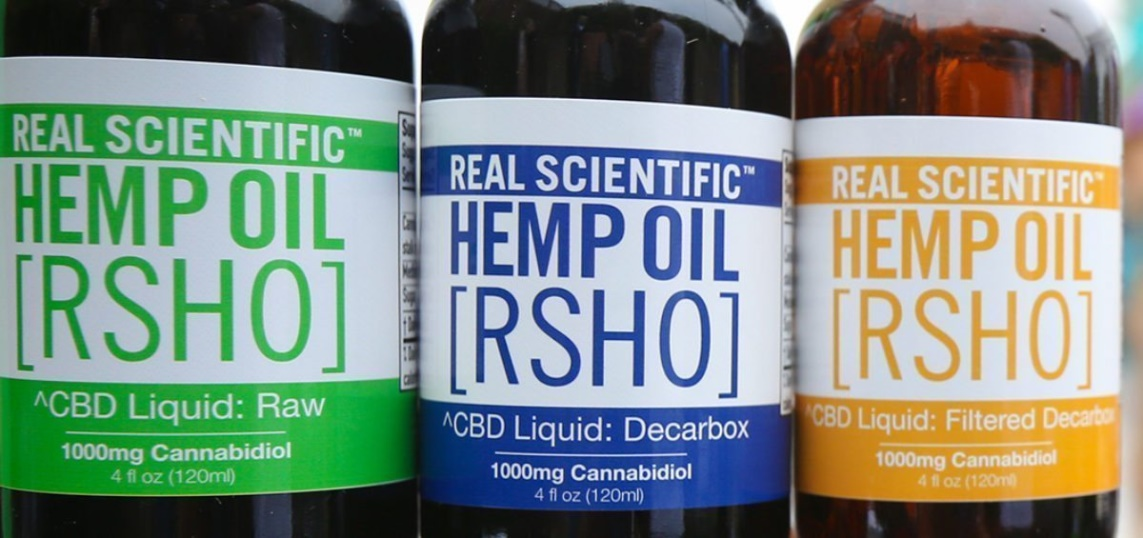 REAL SCIENTIFIC™
HEMP OIL
[RSHO]
^CBD Liquid: Raw
1000mg Cannabidiol
4 fl oz (120ml)
REAL SCIENTIFIC™
HEMP OIL
[RSHO]
^CBD Liquid: Decarbox
1000mg Cannabidiol
4 fl oz (120ml)
REAL SCIENTIFIC™
HEMP OIL
[RSHO]
^CBD Liquid: Filtered Decarbox
1000mg Cannabidiol
4 fl oz (120ml)